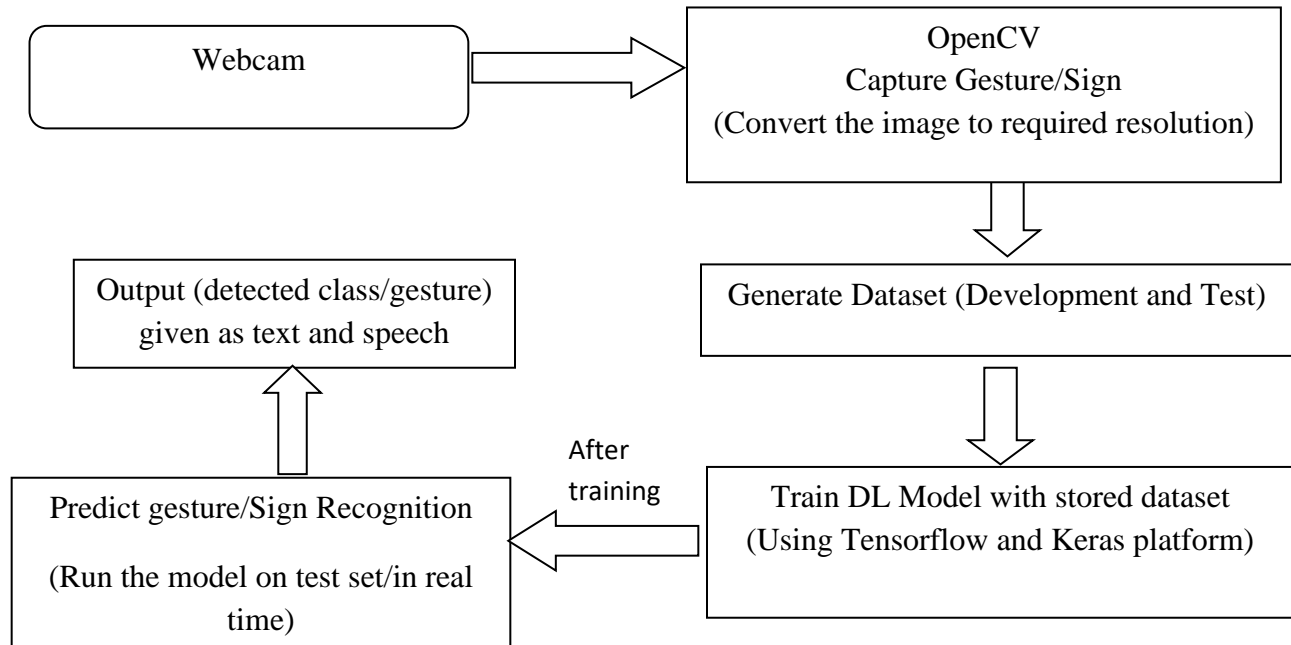 Webcam
OpenCV
Capture Gesture/Sign
(Convert the image to required resolution)
Generate Dataset (Development and Test)
Train DL Model with stored dataset
(Using Tensorflow and Keras platform)
After
training
Predict gesture/Sign Recognition
(Run the model on test set/in real
time)
Output (detected class/gesture)
given as text and speech